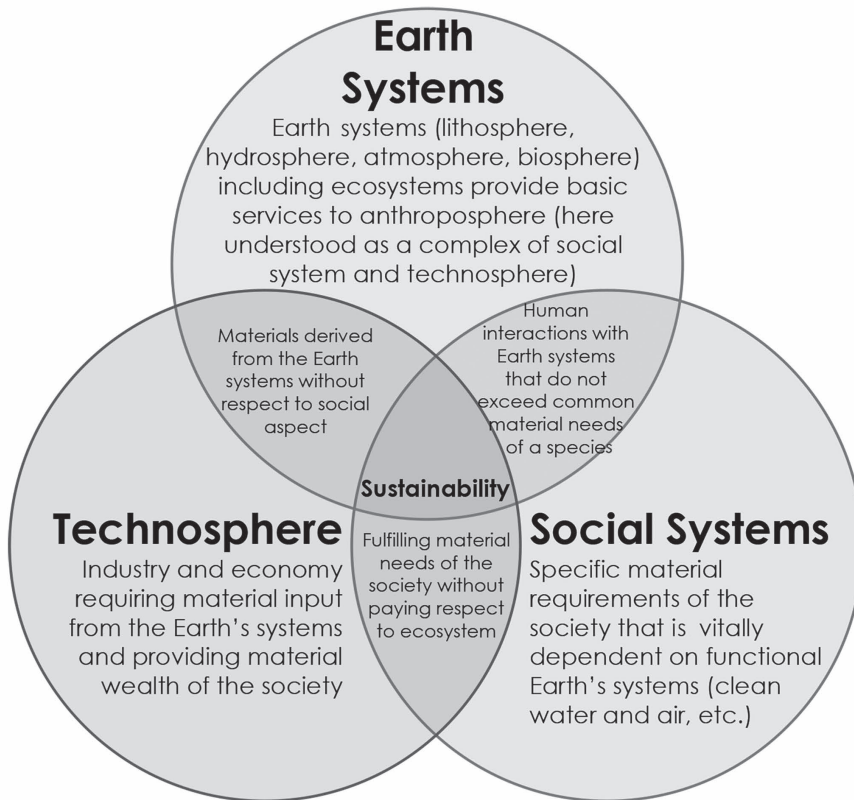 Earth
Systems
Earth systems (lithosphere,
hydrosphere, atmosphere, biosphere)
including ecosystems provide basic
services to anthroposphere (here
understood as a complex of social
system and technosphere)
Materials derived
from the Earth
systems without
respect to social
aspect
Human
interactions with
Earth systems
that do not
exceed common
material needs
of a species
Sustainability
Technosphere
Industry and economy
requiring material input
from the Earth's systems
and providing material
wealth of the society
Fulfilling material
needs of the
society without
paying respect
to ecosystem
Social Systems
Specific material
requirements of the
society that is vitally
dependent on functional
Earth's systems (clean
water and air, etc.)